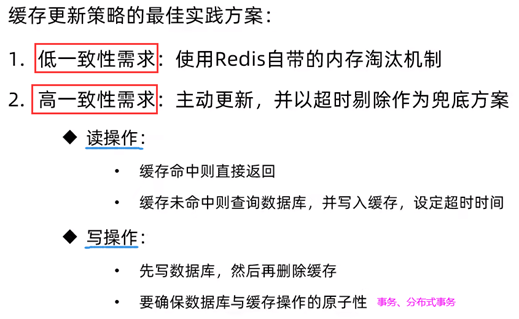 缓存更新策略的最佳实践方案：
1. 低一致性需求：使用Redis自带的内存淘汰机制
2. 高一致性需求：主动更新，并以超时剔除作为兜底方案
◆ 读操作：
• 缓存命中则直接返回
• 缓存未命中则查询数据库，并写入缓存，设定超时时间
◆ 写操作：
• 先写数据库，然后再删除缓存
• 要确保数据库与缓存操作的原子性 事务、分布式事务